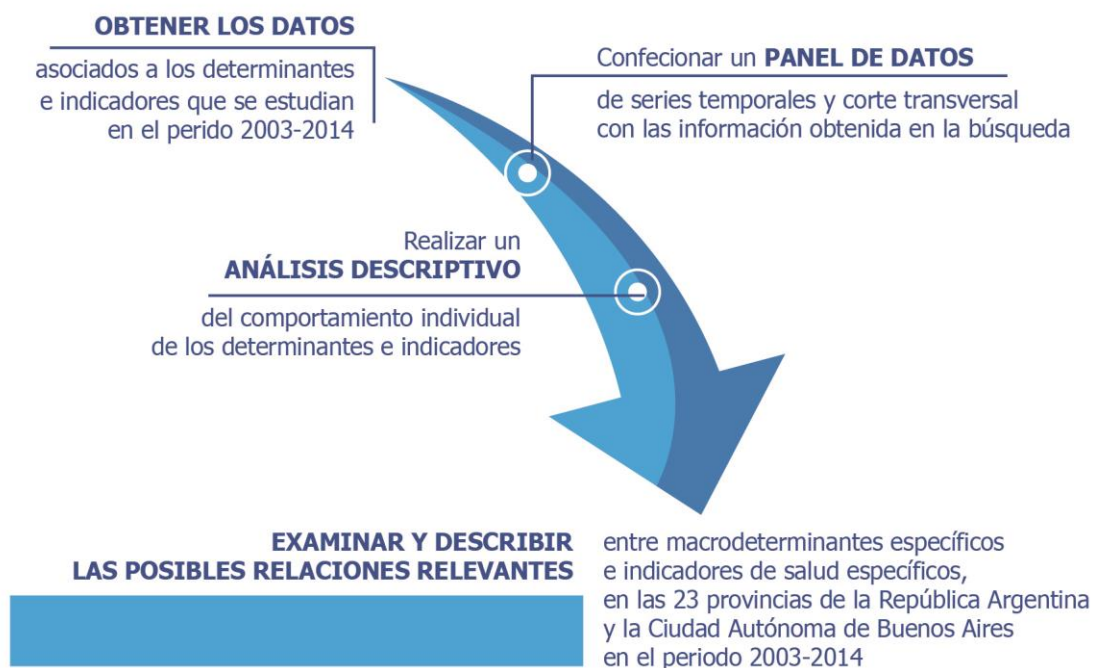 OBTENER LOS DATOS
asociados a los determinantes
e indicadores que se estudian
en el perido 2003-2014
Confecionar un PANEL DE DATOS
de series temporales y corte transversal
con las información obtenida en la búsqueda
Realizar un
ANÁLISIS DESCRIPTIVO
del comportamiento individual
de los determinantes e indicadores
EXAMINAR Y DESCRIBIR
LAS POSIBLES RELACIONES RELEVANTES
entre macrodeterminantes específicos
e indicadores de salud específicos,
en las 23 provincias de la República Argentina
y la Ciudad Autónoma de Buenos Aires
en el periodo 2003-2014